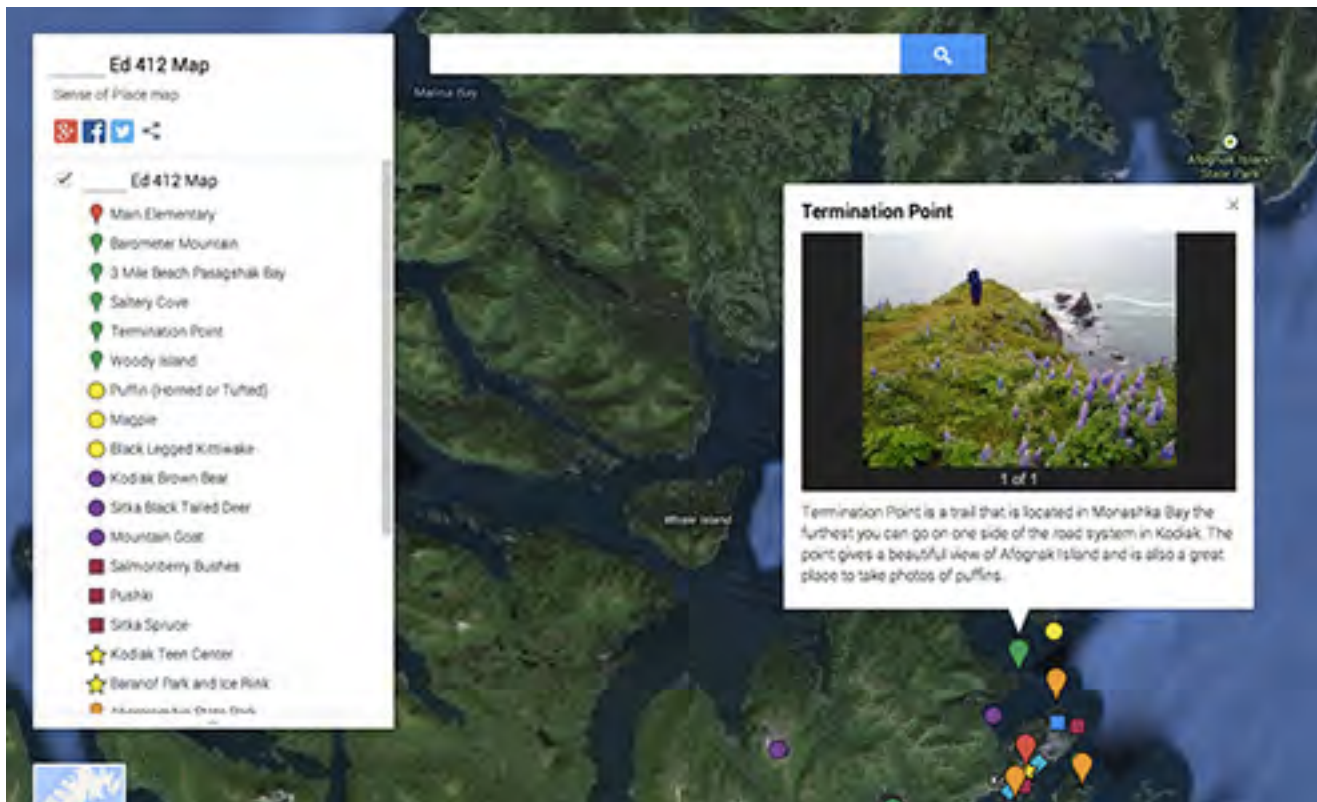 Ed 412 Map
Sense of Place map
Ed 412 Map
Main Elementary
Barometer Mountain
3 Mile Beach Pasagshak Bay
Saltery Cove
Termination Point
Woody Island
Puffin (Horned or Tufted)
Magpie
Black Legged Kittiwake
Kodiak Brown Bear
Sitka Black Tailed Deer
Mountain Goat
Salmonberry Bushes
Pushki
Sitka Spruce
Kodiak Teen Center
Baranof Park and Ice Rink
Abercrombie State Park
Marina Bay
Afognak Island
State Park
Termination Point
1 of 1
Termination Point is a trail that is located in Monashka Bay the
furthest you can go on one side of the road system in Kodiak. The
point gives a beautiful view of Afognak Island and is also a great
place to take photos of puffins.
Whale Island